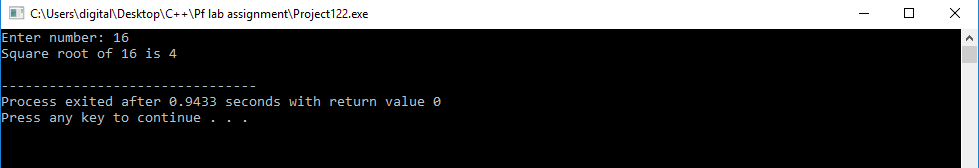 C:\Users\digital\Desktop\C++\Pf lab assignment\Project122.exe
Enter number: 16
Square root of 16 is 4
--------------------------------
Process exited after 0.9433 seconds with return value 0
Press any key to continue . . .